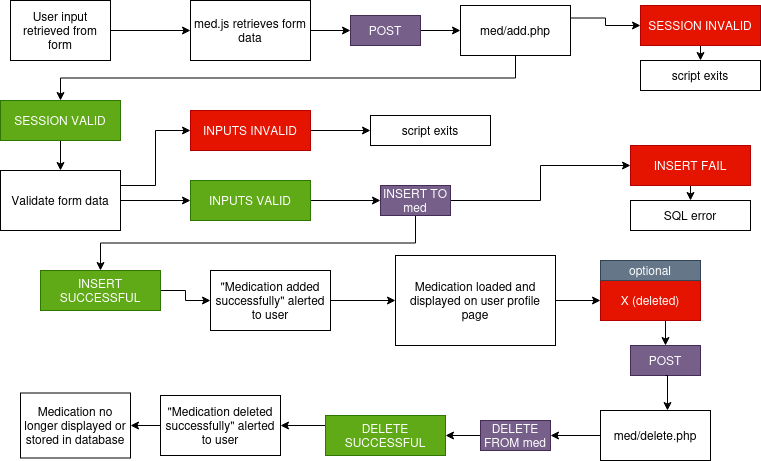 User input
retrieved from
form
med.js retrieves form
data
POST
med/add.php
SESSION INVALID
script exits
SESSION VALID
INPUTS INVALID
script exits
Validate form data
INPUTS VALID
INSERT TO
med
INSERT FAIL
SQL error
INSERT
SUCCESSFUL
"Medication added
successfully" alerted
to user
Medication loaded and
displayed on user profile
page
optional
X (deleted)
POST
med/delete.php
DELETE
FROM med
DELETE
SUCCESSFUL
"Medication deleted
successfully" alerted
to user
Medication no
longer displayed or
stored in database